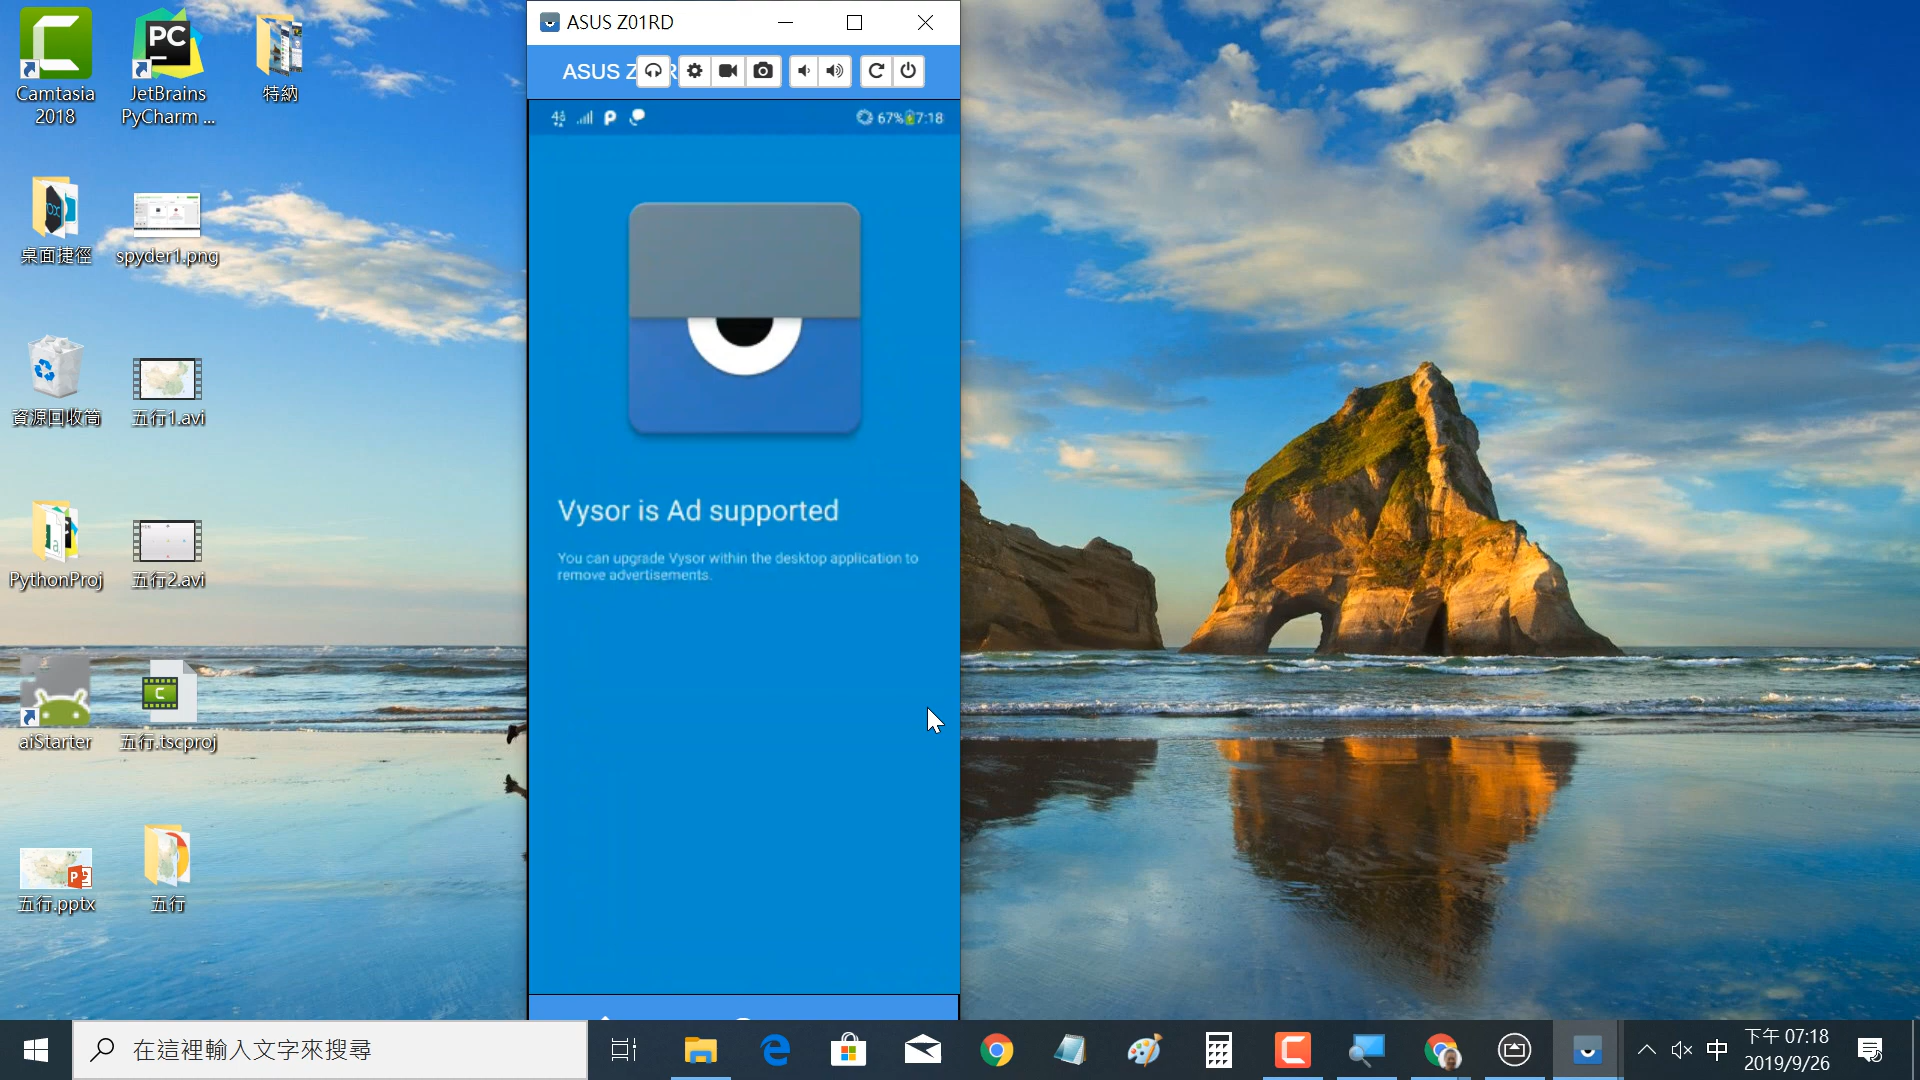 ASUS Z01RD
ASUS Z
R
67%
7:18
Vysor is Ad supported
You can upgrade Vysor within the desktop application to
remove advertisements.
Camtasia
2018
JetBrains
PyCharm ...
特納
桌面捷徑
spyder1.png
資源回收筒
五行1.avi
PythonProj
五行2.avi
aiStarter
五行.tscproj
五行.pptx
五行
在這裡輸入文字來搜尋
中
下午 07:18
2019/9/26